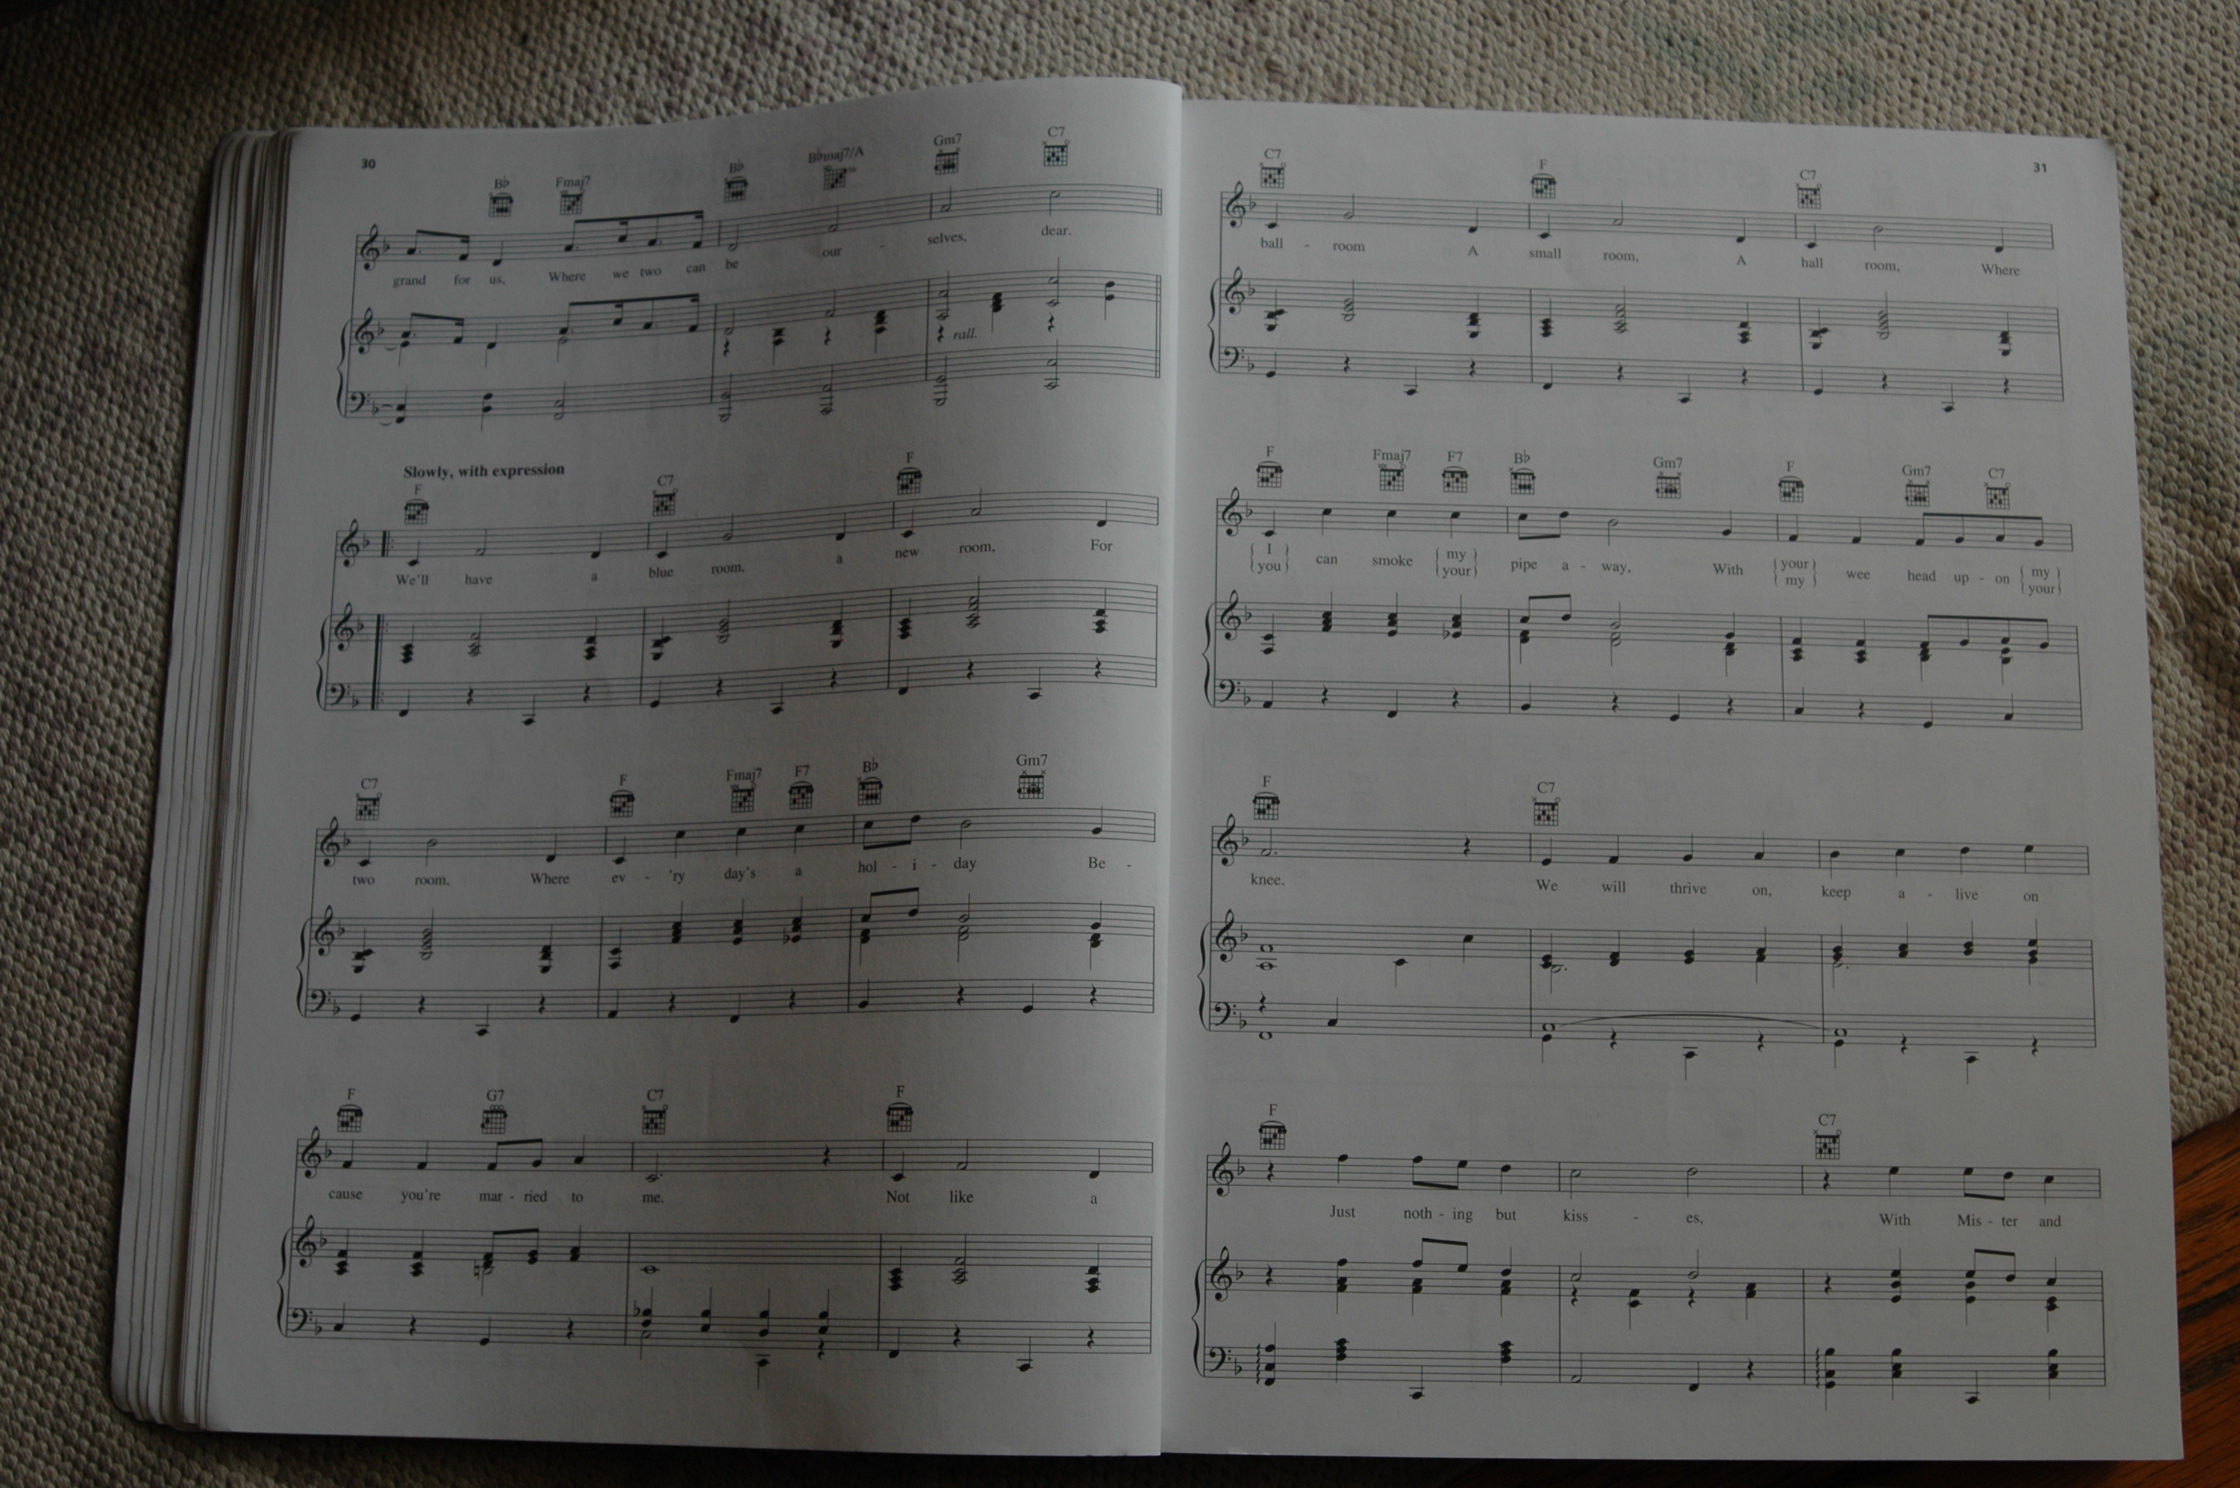 30
B♭ Fmaj7 B♭ B♭maj7/A Gm7 C7
grand for us, Where we two can be our - selves, dear.
rall.
Slowly, with expression
F C7 F
We'll have a blue room, a new room, For
C7 F Fmaj7 F7 B♭ Gm7
two room, Where ev - 'ry day's a hol - i - day Be -
F G7 C7 F
cause you're mar - ried to me. Not like a
31
C7 F C7
ball - room A small room, A hall room, Where
F Fmaj7 F7 B♭ Gm7 F Gm7 C7
{I} can smoke {my} pipe a - way, With {your} wee head up - on {my}
{you} {your} {my} {your}
F C7
knee. We will thrive on, keep a - live on
F C7
Just noth - ing but kiss - es, With Mis - ter and